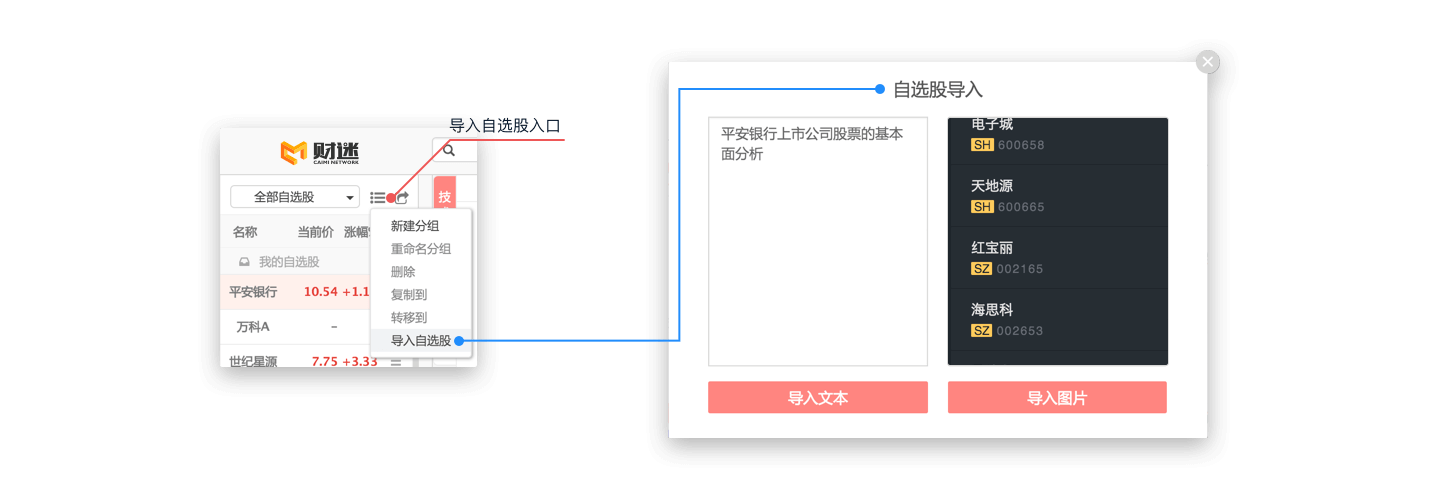 导入自选股入口
财迷
CAIMI NETWORK
全部自选股
技
名称 当前价 涨幅
我的自选股
平安银行 10.54 +1.1
万科A –
世纪星源 7.75 +3.33
新建分组
重命名分组
删除
复制到
转移到
导入自选股
自选股导入
平安银行上市公司股票的基本
面分析
电子城
SH 600658
天地源
SH 600665
红宝丽
SZ 002165
海思科
SZ 002653
导入文本
导入图片